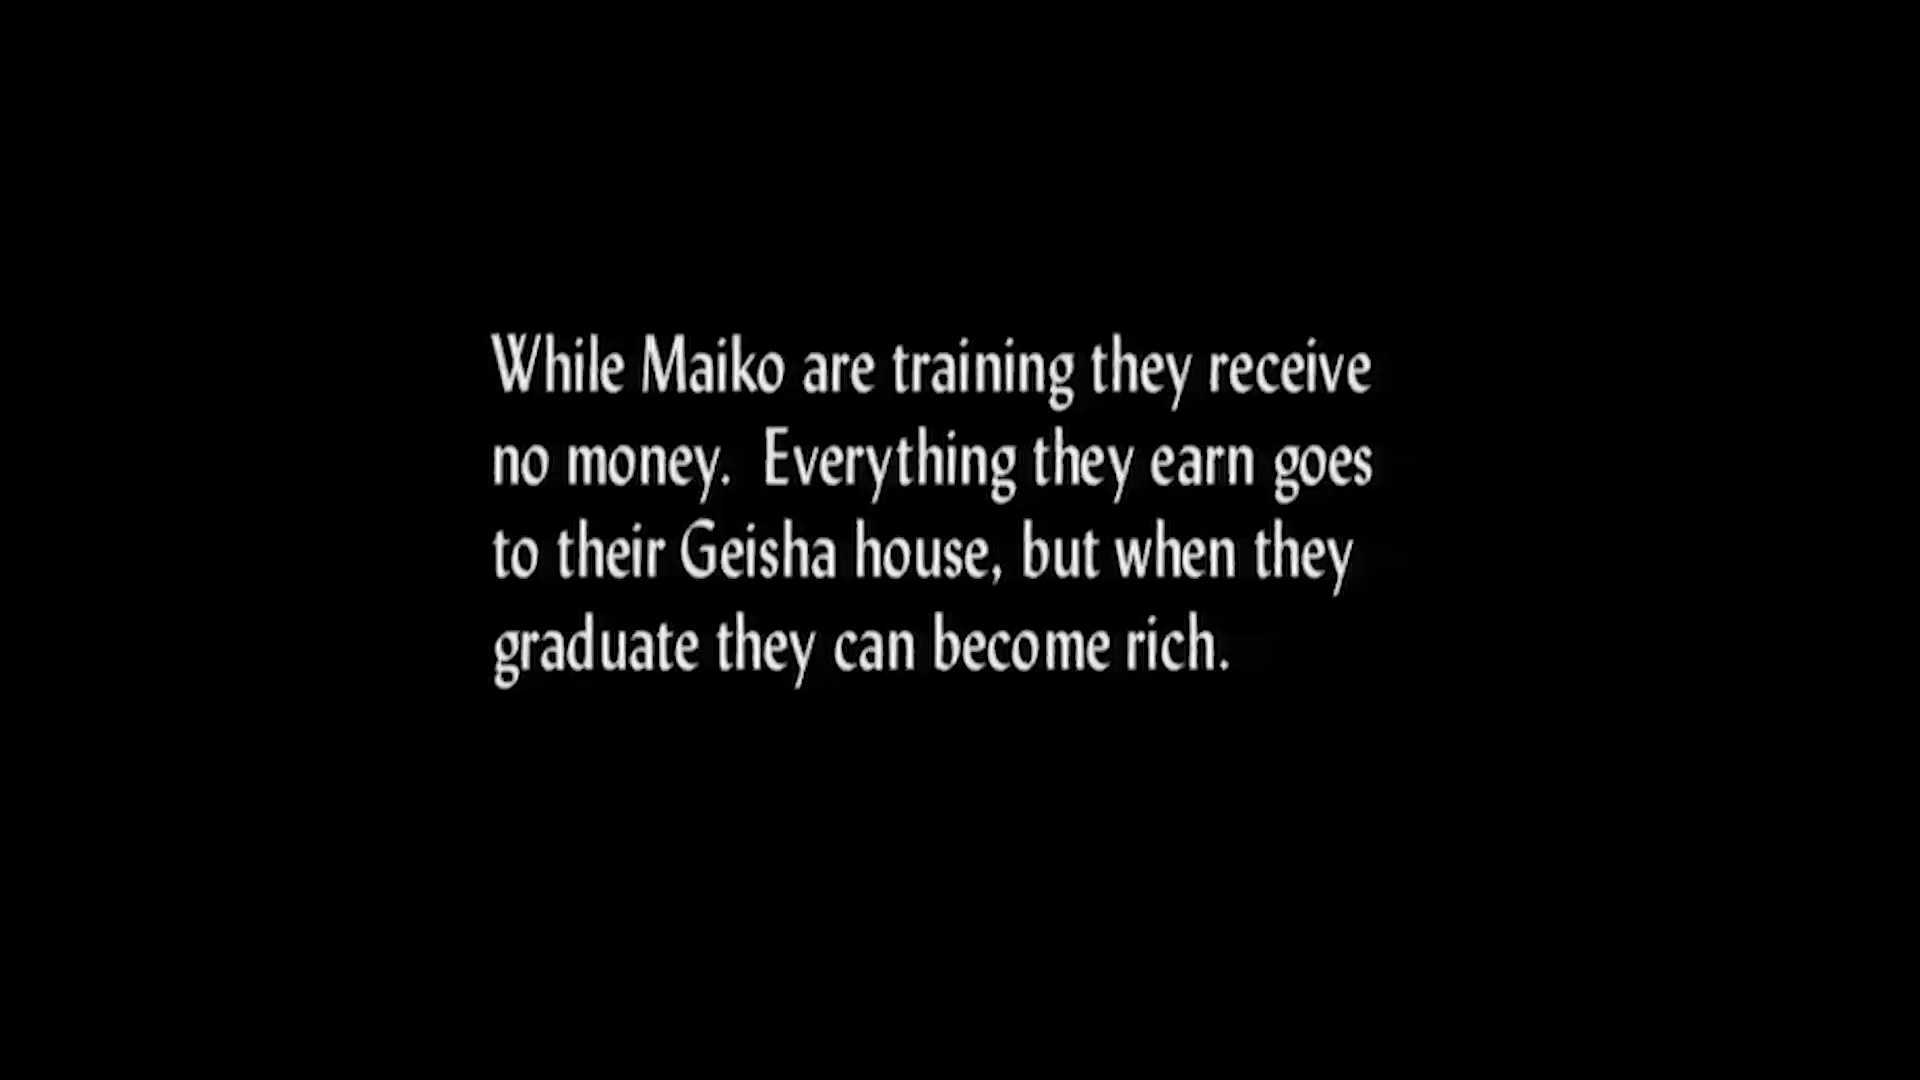 While Maiko are training they receive
no money.  Everything they earn goes
to their Geisha house, but when they
graduate they can become rich.